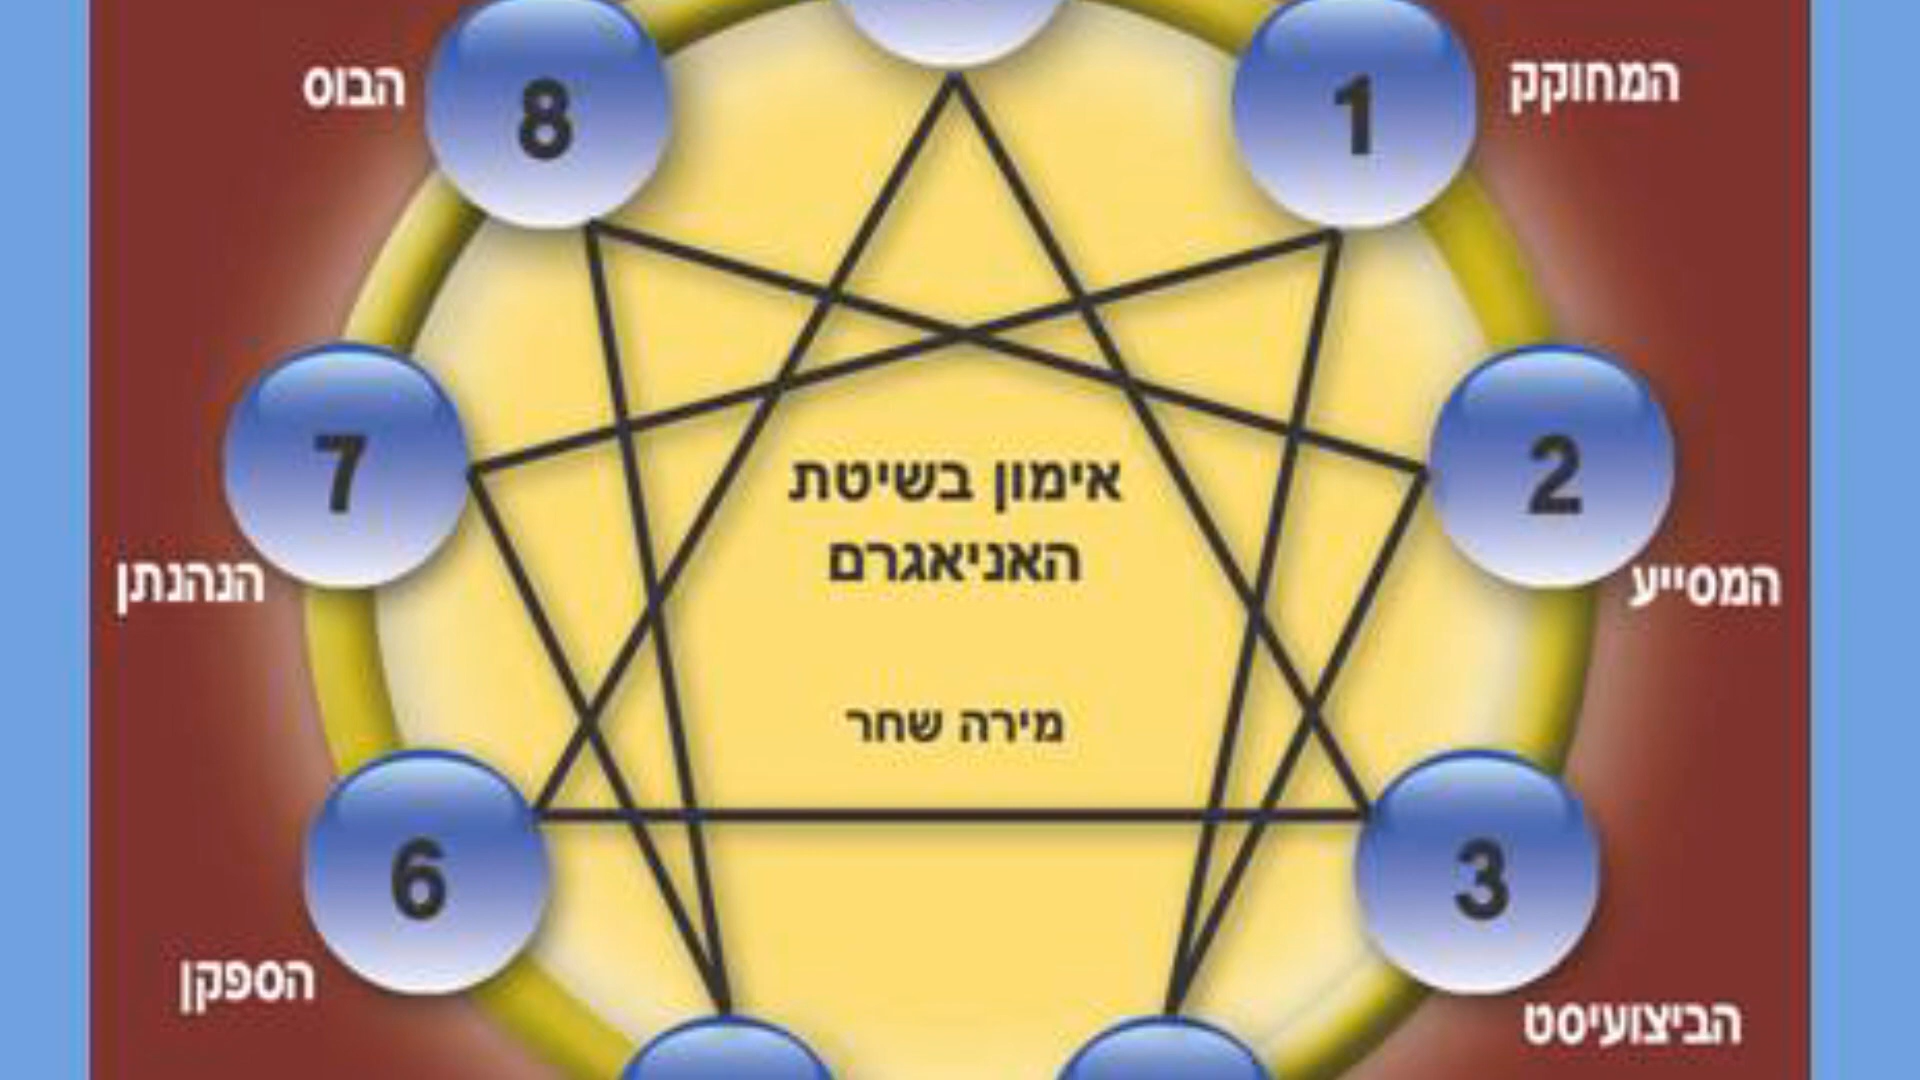 הבוס
8
1
המחוקק
7
הנהנתן
2
המסייע
אימון בשיטת
האניאגרם
מירה שחר
6
הספקן
3
הביצועיסט